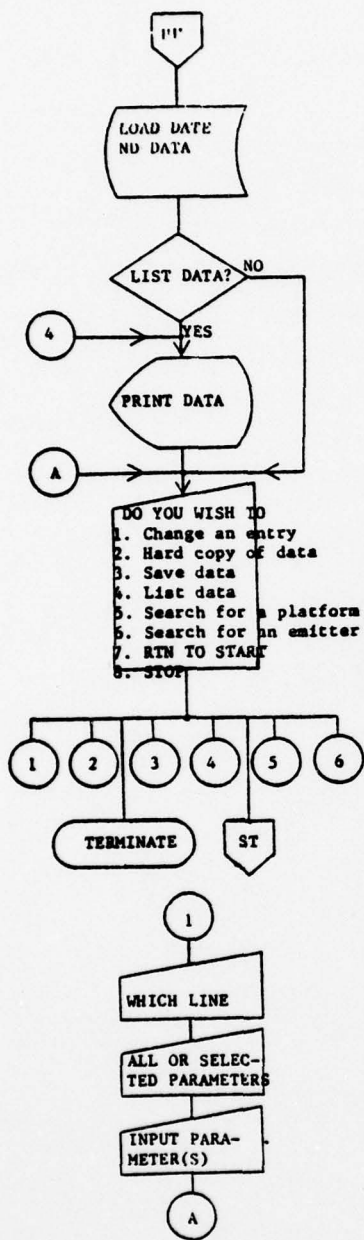 LOAD DATE
ND DATA
LIST DATA?
NO
YES
4
PRINT DATA
A
DO YOU WISH TO
1. Change an entry
2. Hard copy of data
3. Save data
4. List data
5. Search for a platform
6. Search for an emitter
7. RTN TO START
8. STOP
1 2 3 4 5 6
TERMINATE
ST
1
WHICH LINE
ALL OR SELEC-
TED PARAMETERS
INPUT PARA-
METER(S)
A